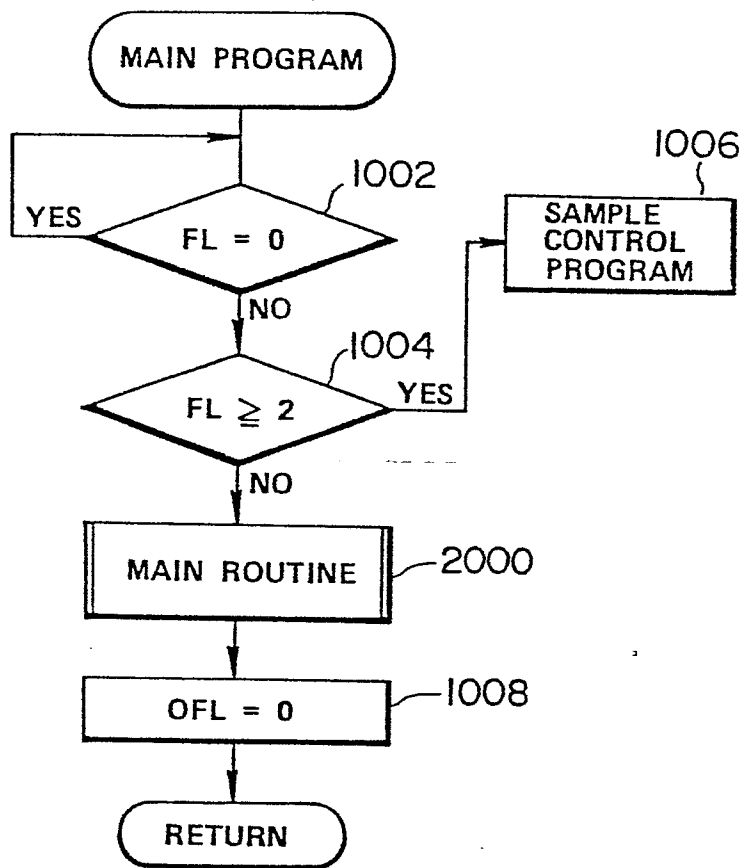 MAIN PROGRAM
1002
YES
FL = 0
NO
1006
SAMPLE
CONTROL
PROGRAM
1004
FL ≧ 2
YES
NO
MAIN ROUTINE
2000
OFL = 0
1008
RETURN